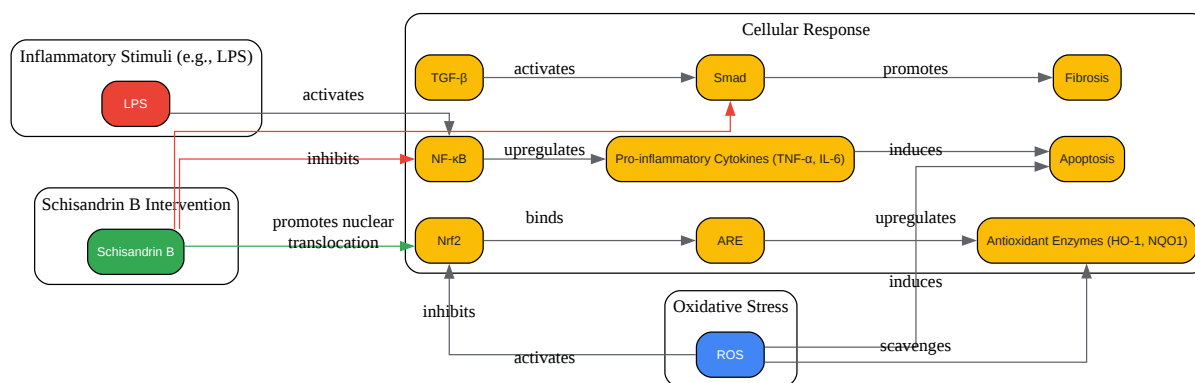 Cellular Response
Inflammatory Stimuli (e.g., LPS)
TGF-β
activates
Smad
promotes
Fibrosis
LPS
activates
inhibits
NF-κB
upregulates
Pro-inflammatory Cytokines (TNF-α, IL-6)
induces
Apoptosis
Schisandrin B Intervention
Schisandrin B
promotes nuclear
translocation
Nrf2
binds
ARE
upregulates
Antioxidant Enzymes (HO-1, NQO1)
induces
inhibits
Oxidative Stress
activates
ROS
scavenges